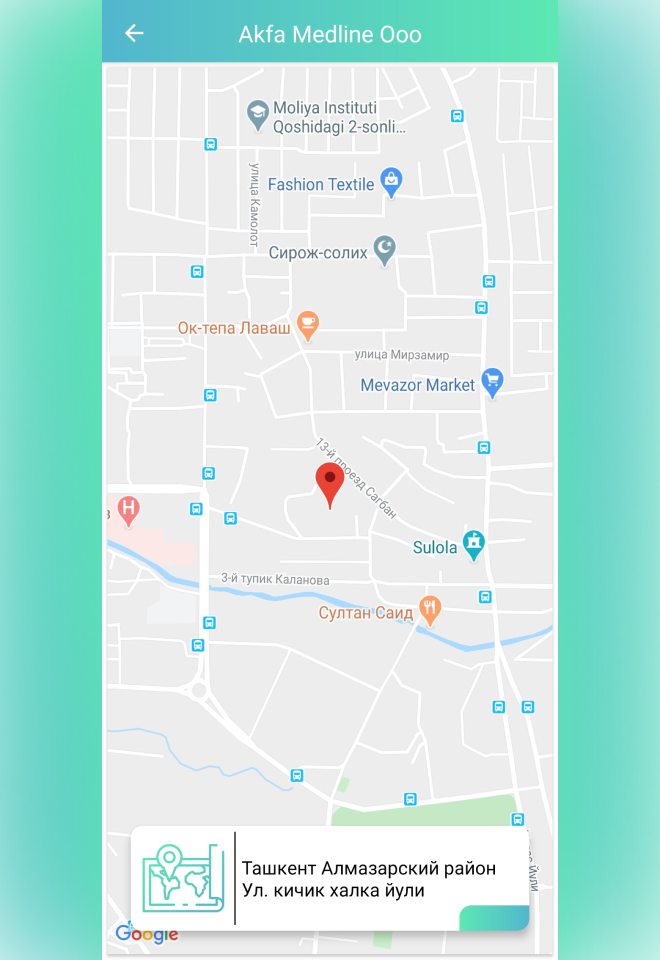 Akfa Medline Ooo
Moliya Instituti
Qoshidagi 2-sonli...
улица Камолот
Fashion Textile
Сирож-солих
Ок-тепа Лаваш
улица Мирзамир
Mevazor Market
13-й проезд Сагбан
H
Sulola
3-й тупик Каланова
Султан Саид
Ташкент Алмазарский район
Ул. кичик халка йули
Йули
Google